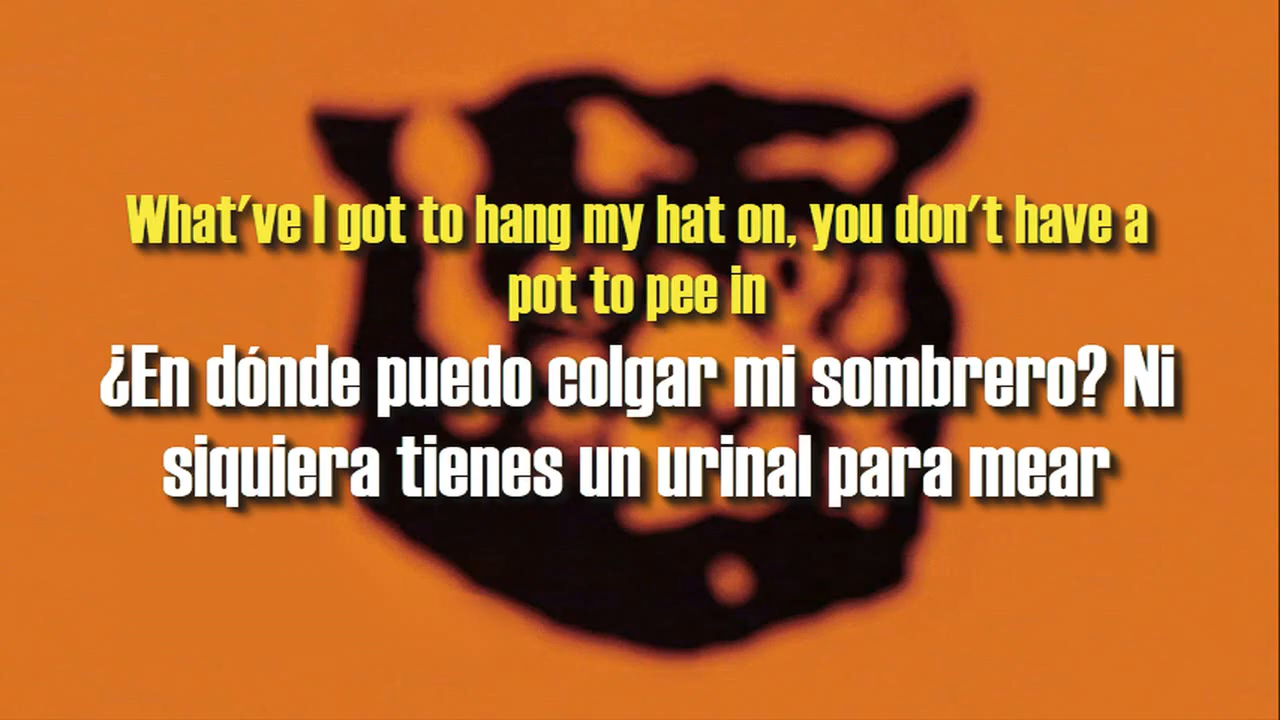 What've I got to hang my hat on, you don't have a
pot to pee in
¿En dónde puedo colgar mi sombrero? Ni
siquiera tienes un urinal para mear